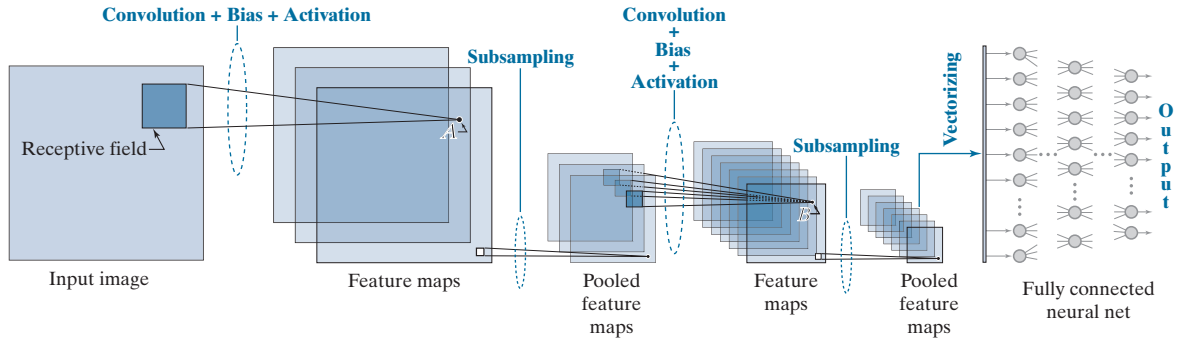 Convolution + Bias + Activation
Subsampling
Convolution
+
Bias
+
Activation
Subsampling
Vectorizing
Output
Receptive field
A
B
Input image
Feature maps
Pooled
feature
maps
Feature
maps
Pooled
feature
maps
Fully connected
neural net